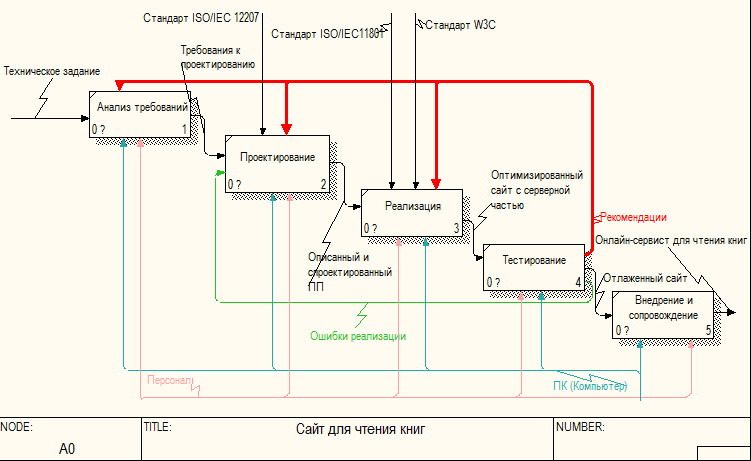 Стандарт ISO/IEC 12207
Стандарт ISO/IEC11801
Стандарт W3C
Требования к
проектированию
Техническое задание
Анализ требований
0 ?
1
Проектирование
0 ?
2
Оптимизированный
сайт с серверной
частью
Реализация
0 ?
3
Рекомендации
Онлайн-сервист для чтения книг
Описанный и
спроектированный
ПП
Тестирование
0 ?
4
Отлаженный сайт
Внедрение и
сопровождение
0 ?
5
Ошибки реализации
Персонал
ПК (Компьютер)
NODE:
TITLE:
NUMBER:
Сайт для чтения книг
A0